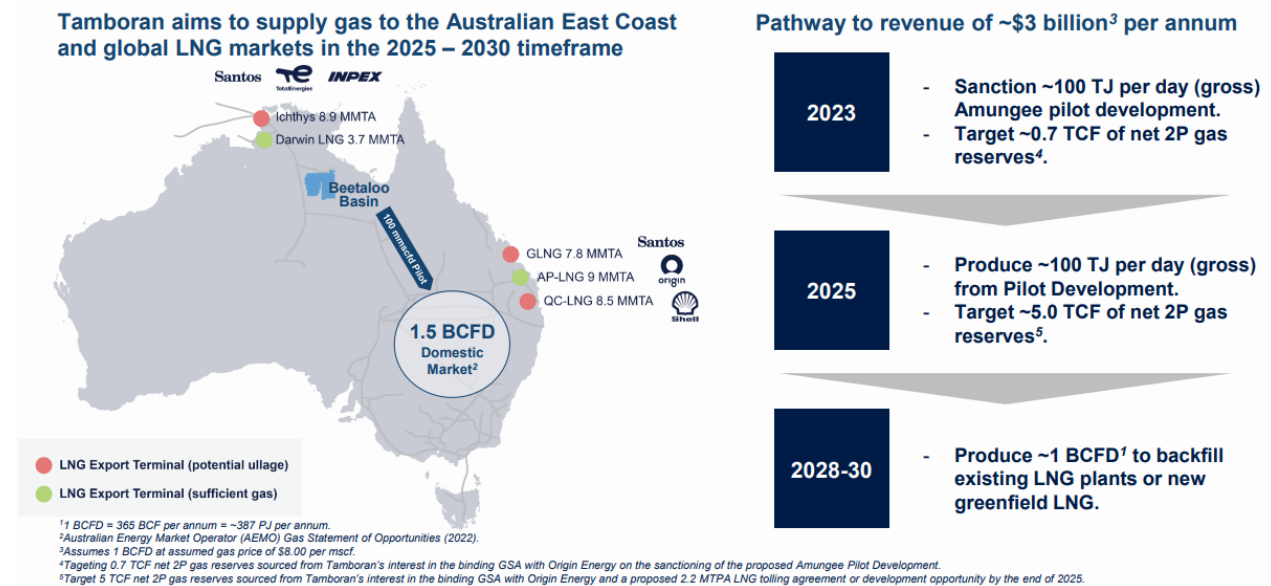 Tamboran aims to supply gas to the Australian East Coast
and global LNG markets in the 2025 – 2030 timeframe
Santos
TotalEnergies
INPEX
Ichthys 8.9 MMTA
Darwin LNG 3.7 MMTA
Beetaloo
Basin
100 mmscfd Pilot
Santos
GLNG 7.8 MMTA
origin
AP-LNG 9 MMTA
QC-LNG 8.5 MMTA
Shell
1.5 BCFD
Domestic
Market²
LNG Export Terminal (potential ullage)
LNG Export Terminal (sufficient gas)
Pathway to revenue of ~$3 billion³ per annum
2023
- Sanction ~100 TJ per day (gross)
Amungee pilot development.
- Target ~0.7 TCF of net 2P gas
reserves⁴.
2025
- Produce ~100 TJ per day (gross)
from Pilot Development.
- Target ~5.0 TCF of net 2P gas
reserves⁵.
2028-30
- Produce ~1 BCFD¹ to backfill
existing LNG plants or new
greenfield LNG.
¹1 BCFD = 365 BCF per annum = ~387 PJ per annum.
²Australian Energy Market Operator (AEMO) Gas Statement of Opportunities (2022).
³Assumes 1 BCFD at assumed gas price of $8.00 per mscf.
⁴Tageting 0.7 TCF net 2P gas reserves sourced from Tamboran's interest in the binding GSA with Origin Energy on the sanctioning of the proposed Amungee Pilot Development.
⁵Target 5 TCF net 2P gas reserves sourced from Tamboran's interest in the binding GSA with Origin Energy and a proposed 2.2 MTPA LNG tolling agreement or development opportunity by the end of 2025.